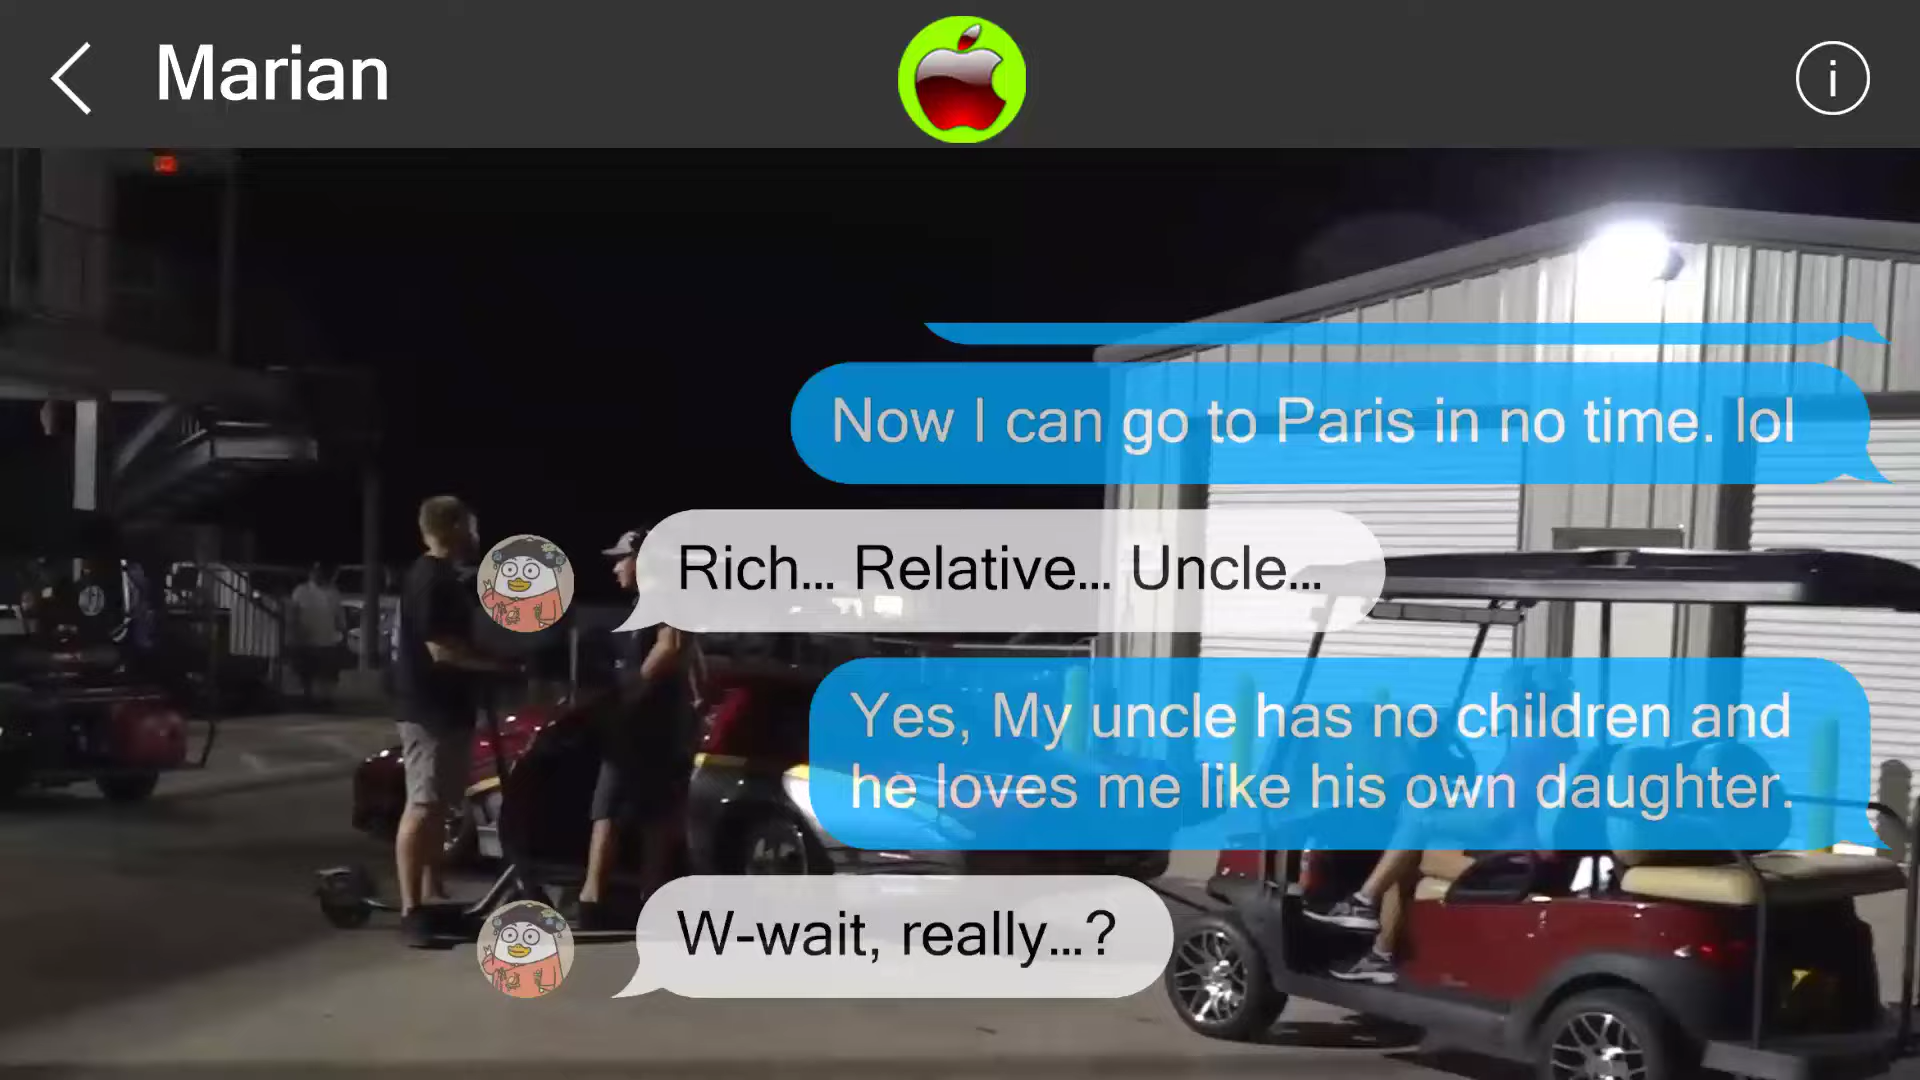 Marian
Now I can go to Paris in no time. lol
Rich... Relative... Uncle...
Yes, My uncle has no children and
he loves me like his own daughter.
W-wait, really...?